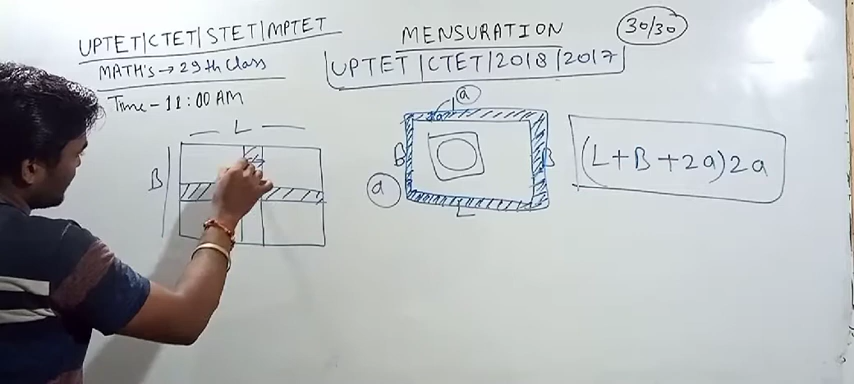 UPTET|CTET|STET|MPTET
MATH's → 29th Class
Time - 11:00 AM
MENSURATION
30/30
UPTET|CTET|2018|2017
L
B
a
B
B
a
L
(L+B+2a)2a